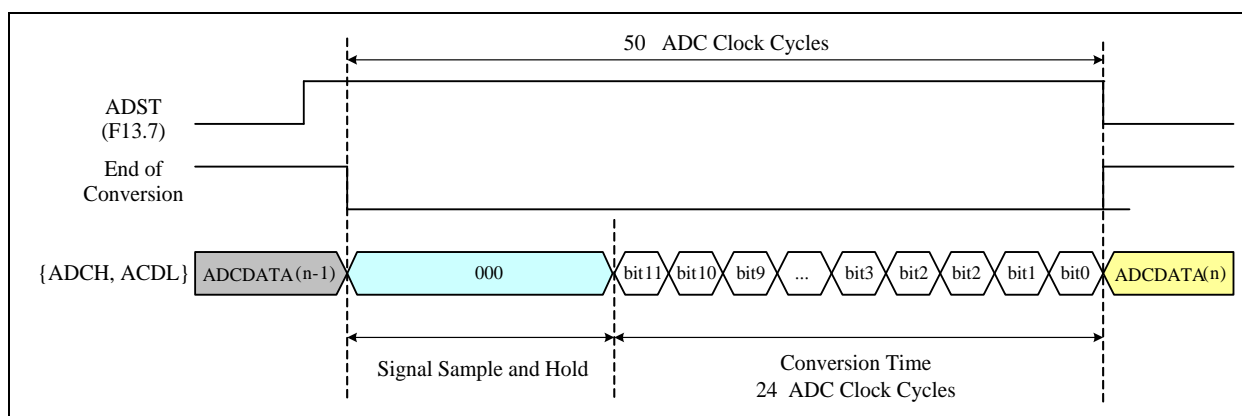 50 ADC Clock Cycles
ADST
(F13.7)
End of
Conversion
{ADCH, ACDL}
ADCDATA(n-1)
000
bit11
bit10
bit9
...
bit3
bit2
bit2
bit1
bit0
ADCDATA(n)
Signal Sample and Hold
Conversion Time
24 ADC Clock Cycles